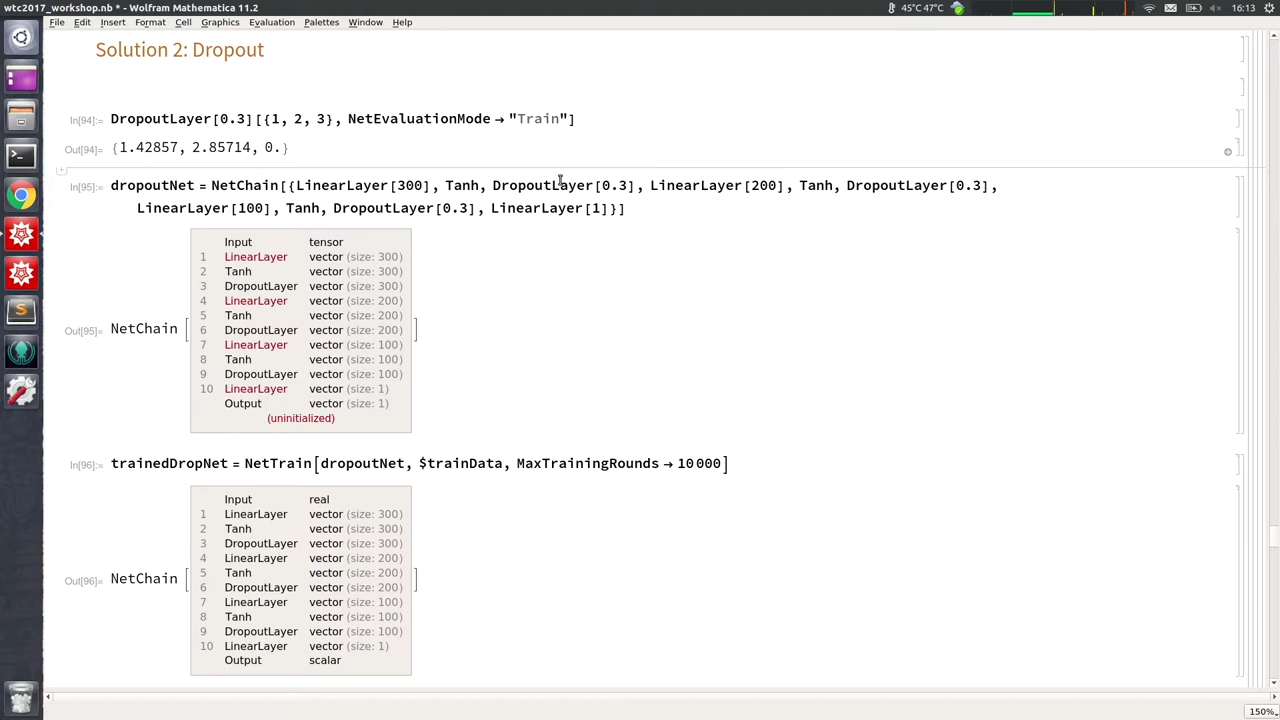 wtc2017_workshop.nb * - Wolfram Mathematica 11.2
45°C 47°C
16:13
File Edit Insert Format Cell Graphics Evaluation Palettes Window Help
Solution 2: Dropout
In[94]:= DropoutLayer[0.3][{1, 2, 3}, NetEvaluationMode → "Train"]
Out[94]= {1.42857, 2.85714, 0.}
In[95]:= dropoutNet = NetChain[{LinearLayer[300], Tanh, DropoutLayer[0.3], LinearLayer[200], Tanh, DropoutLayer[0.3],
LinearLayer[100], Tanh, DropoutLayer[0.3], LinearLayer[1]}]
Input tensor
1 LinearLayer vector (size: 300)
2 Tanh vector (size: 300)
3 DropoutLayer vector (size: 300)
4 LinearLayer vector (size: 200)
5 Tanh vector (size: 200)
Out[95]= NetChain [ 6 DropoutLayer vector (size: 200) ]
7 LinearLayer vector (size: 100)
8 Tanh vector (size: 100)
9 DropoutLayer vector (size: 100)
10 LinearLayer vector (size: 1)
Output vector (size: 1)
(uninitialized)
In[96]:= trainedDropNet = NetTrain[dropoutNet, $trainData, MaxTrainingRounds → 10000]
Input real
1 LinearLayer vector (size: 300)
2 Tanh vector (size: 300)
3 DropoutLayer vector (size: 300)
4 LinearLayer vector (size: 200)
5 Tanh vector (size: 200)
Out[96]= NetChain [ 6 DropoutLayer vector (size: 200) ]
7 LinearLayer vector (size: 100)
8 Tanh vector (size: 100)
9 DropoutLayer vector (size: 100)
10 LinearLayer vector (size: 1)
Output scalar
150%